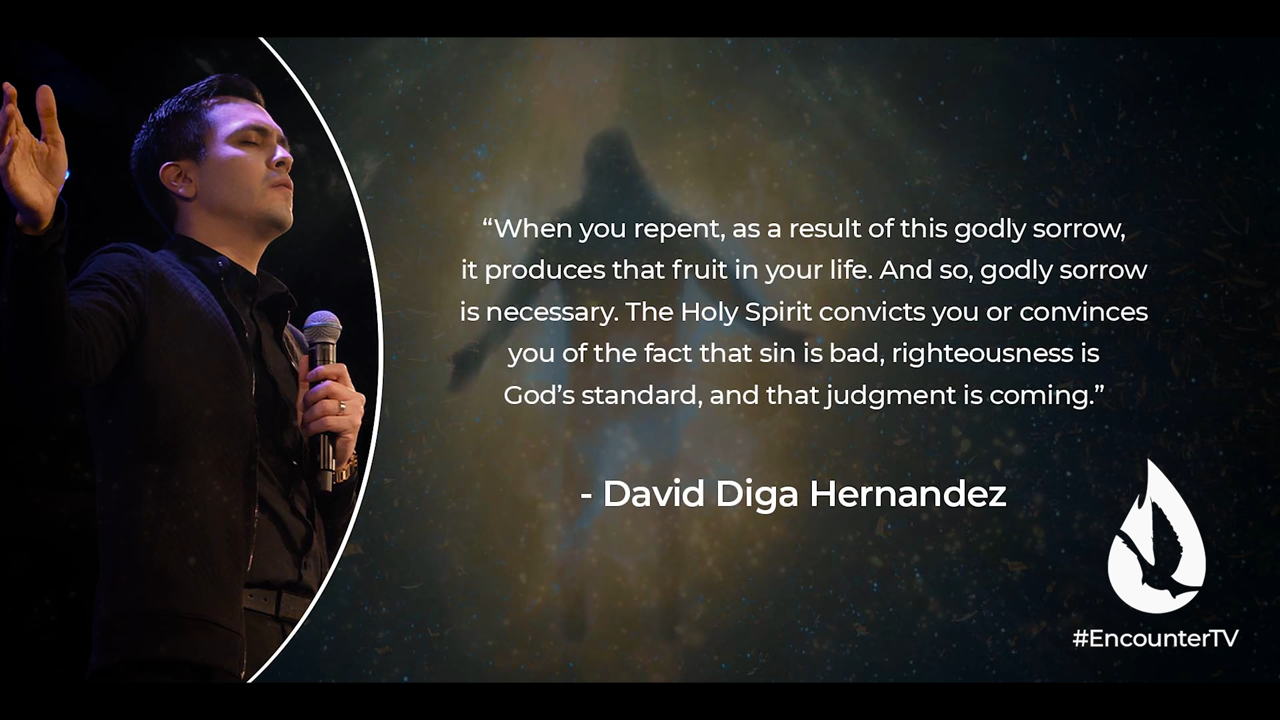 “When you repent, as a result of this godly sorrow,
it produces that fruit in your life. And so, godly sorrow
is necessary. The Holy Spirit convicts you or convinces
you of the fact that sin is bad, righteousness is
God’s standard, and that judgment is coming.”
- David Diga Hernandez
#EncounterTV